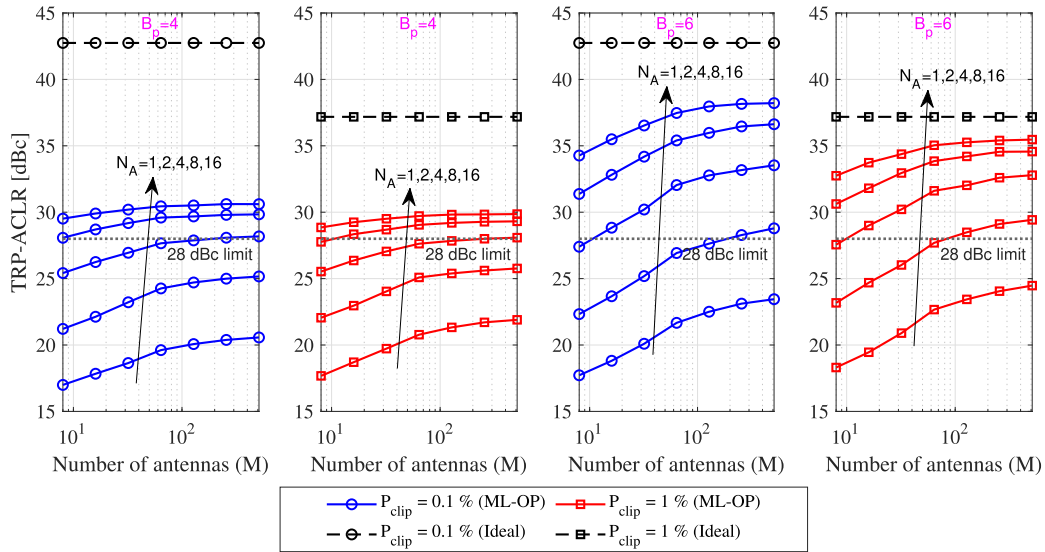 B_p=4
B_p=4
B_p=6
B_p=6
TRP-ACLR [dBc]
45
40
35
30
25
20
15
N_A=1,2,4,8,16
28 dBc limit
10^1
10^2
Number of antennas (M)
45
40
35
30
25
20
15
N_A=1,2,4,8,16
28 dBc limit
10^1
10^2
Number of antennas (M)
45
40
35
30
25
20
15
N_A=1,2,4,8,16
28 dBc limit
10^1
10^2
Number of antennas (M)
45
40
35
30
25
20
15
N_A=1,2,4,8,16
28 dBc limit
10^1
10^2
Number of antennas (M)
P_clip = 0.1 % (ML-OP)
P_clip = 1 % (ML-OP)
P_clip = 0.1 % (Ideal)
P_clip = 1 % (Ideal)